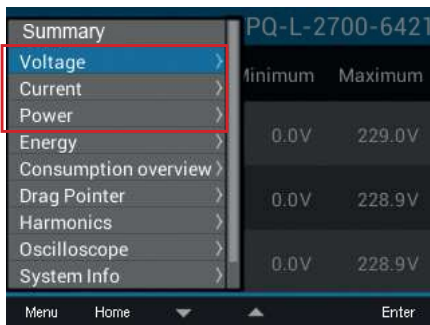 Summary
PQ-L-2700-6421
Voltage
Minimum Maximum
Current
Power
0.0V 229.0V
Energy
Consumption overview
Drag Pointer
0.0V 228.9V
Harmonics
Oscilloscope
0.0V 228.9V
System Info
Menu Home Enter